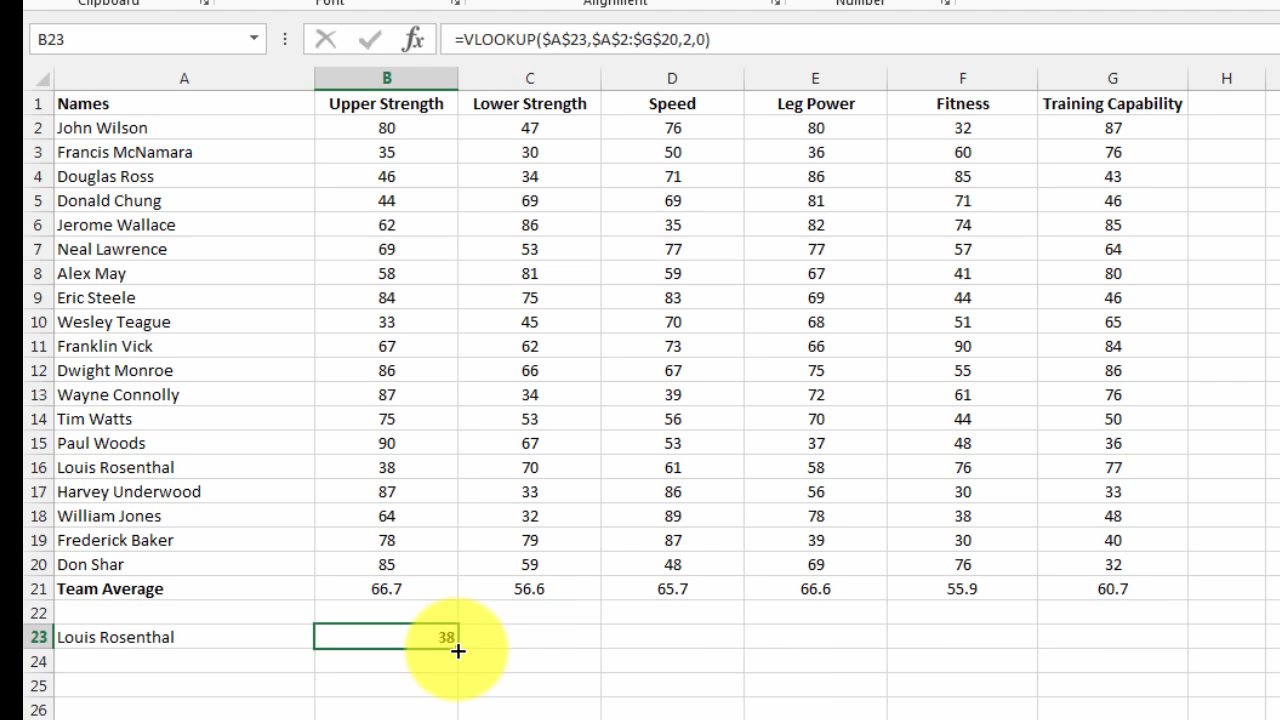 Clipboard Font Alignment Number
B23 fx =VLOOKUP($A$23,$A$2:$G$20,2,0)
A B C D E F G H
1 Names Upper Strength Lower Strength Speed Leg Power Fitness Training Capability
2 John Wilson 80 47 76 80 32 87
3 Francis McNamara 35 30 50 36 60 76
4 Douglas Ross 46 34 71 86 85 43
5 Donald Chung 44 69 69 81 71 46
6 Jerome Wallace 62 86 35 82 74 85
7 Neal Lawrence 69 53 77 77 57 64
8 Alex May 58 81 59 67 41 80
9 Eric Steele 84 75 83 69 44 46
10 Wesley Teague 33 45 70 68 51 65
11 Franklin Vick 67 62 73 66 90 84
12 Dwight Monroe 86 66 67 75 55 86
13 Wayne Connolly 87 34 39 72 61 76
14 Tim Watts 75 53 56 70 44 50
15 Paul Woods 90 67 53 37 48 36
16 Louis Rosenthal 38 70 61 58 76 77
17 Harvey Underwood 87 33 86 56 30 33
18 William Jones 64 32 89 78 38 48
19 Frederick Baker 78 79 87 39 30 40
20 Don Shar 85 59 48 69 76 32
21 Team Average 66.7 56.6 65.7 66.6 55.9 60.7
22
23 Louis Rosenthal 38
24
25
26